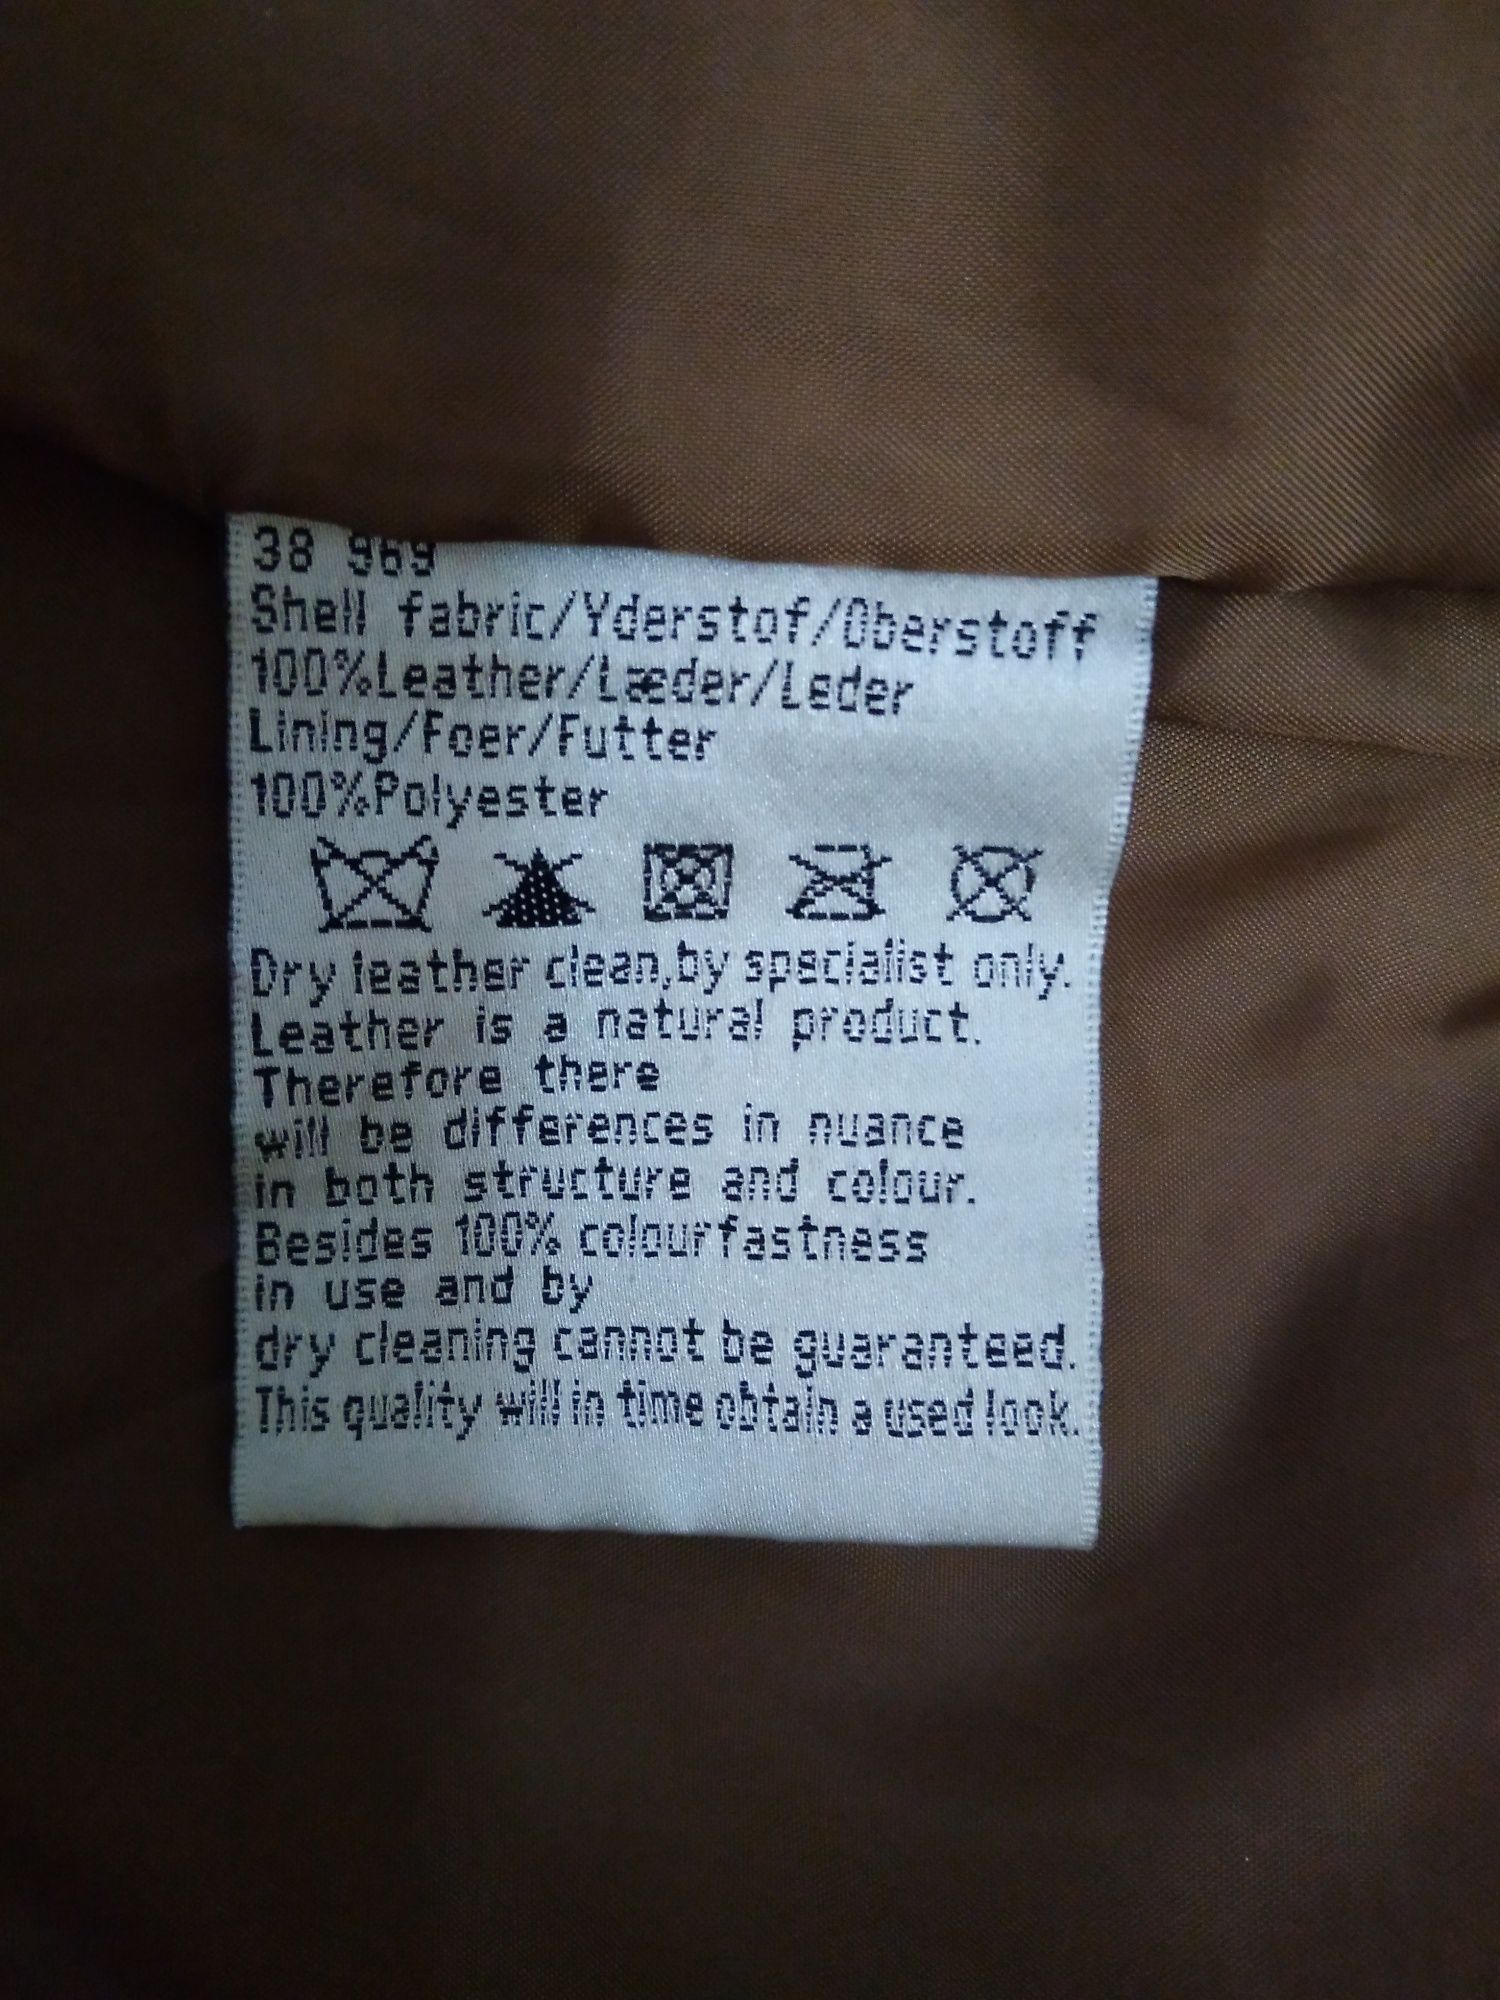 38 969
Shell fabric/Yderstof/Oberstoff
100%Leather/Læder/Leder
Lining/Foer/Futter
100%Polyester
Dry leather clean,by specialist only.
Leather is a natural product.
Therefore there
will be differences in nuance
in both structure and colour.
Besides 100% colourfastness
in use and by
dry cleaning cannot be guaranteed.
This quality will in time obtain a used look.